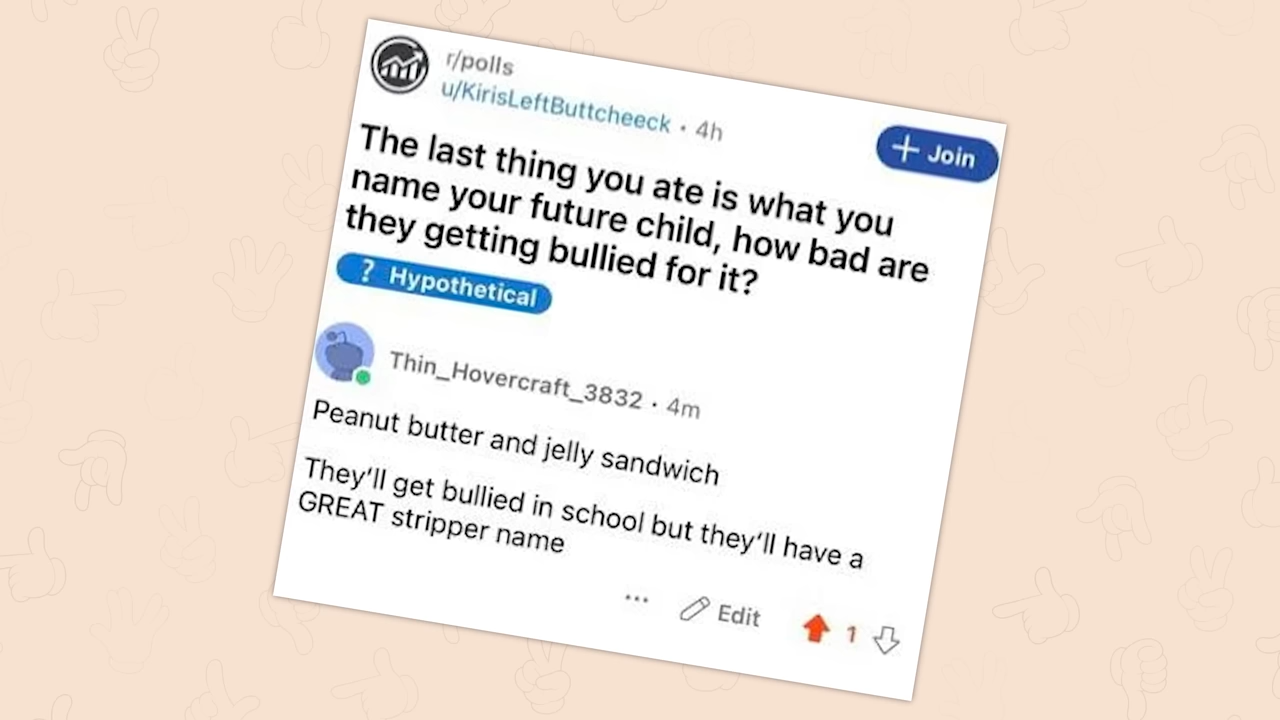 r/polls
u/KirisLeftButtcheeck · 4h
+ Join
The last thing you ate is what you
name your future child, how bad are
they getting bullied for it?
? Hypothetical
Thin_Hovercraft_3832 · 4m
Peanut butter and jelly sandwich
They'll get bullied in school but they'll have a
GREAT stripper name
... Edit 1